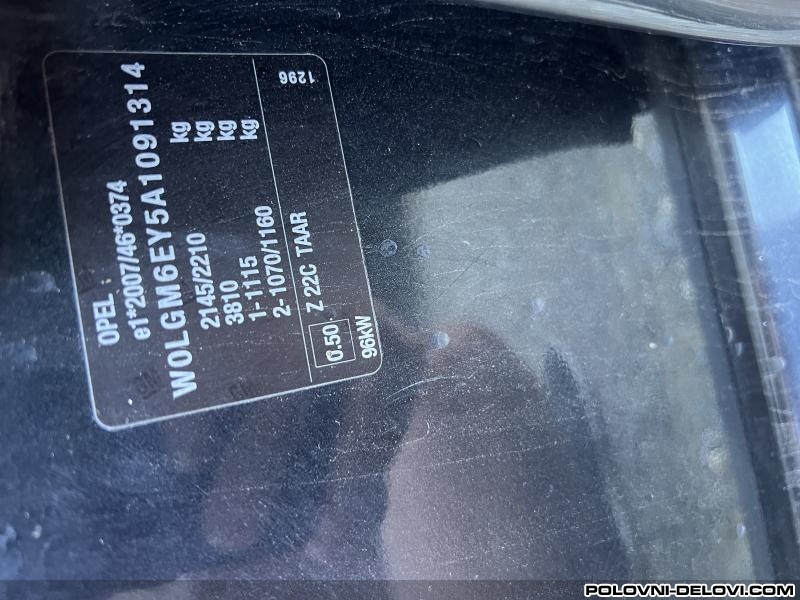 OPEL
e1*2007/46*0374
W0LGM6EY5A1091314
2145/2210 kg
3810 kg
1-1115 kg
2-1070/1160 kg
0.50 Z 22C TAAR 1296
96kW
POLOVNI-DELOVI.COM